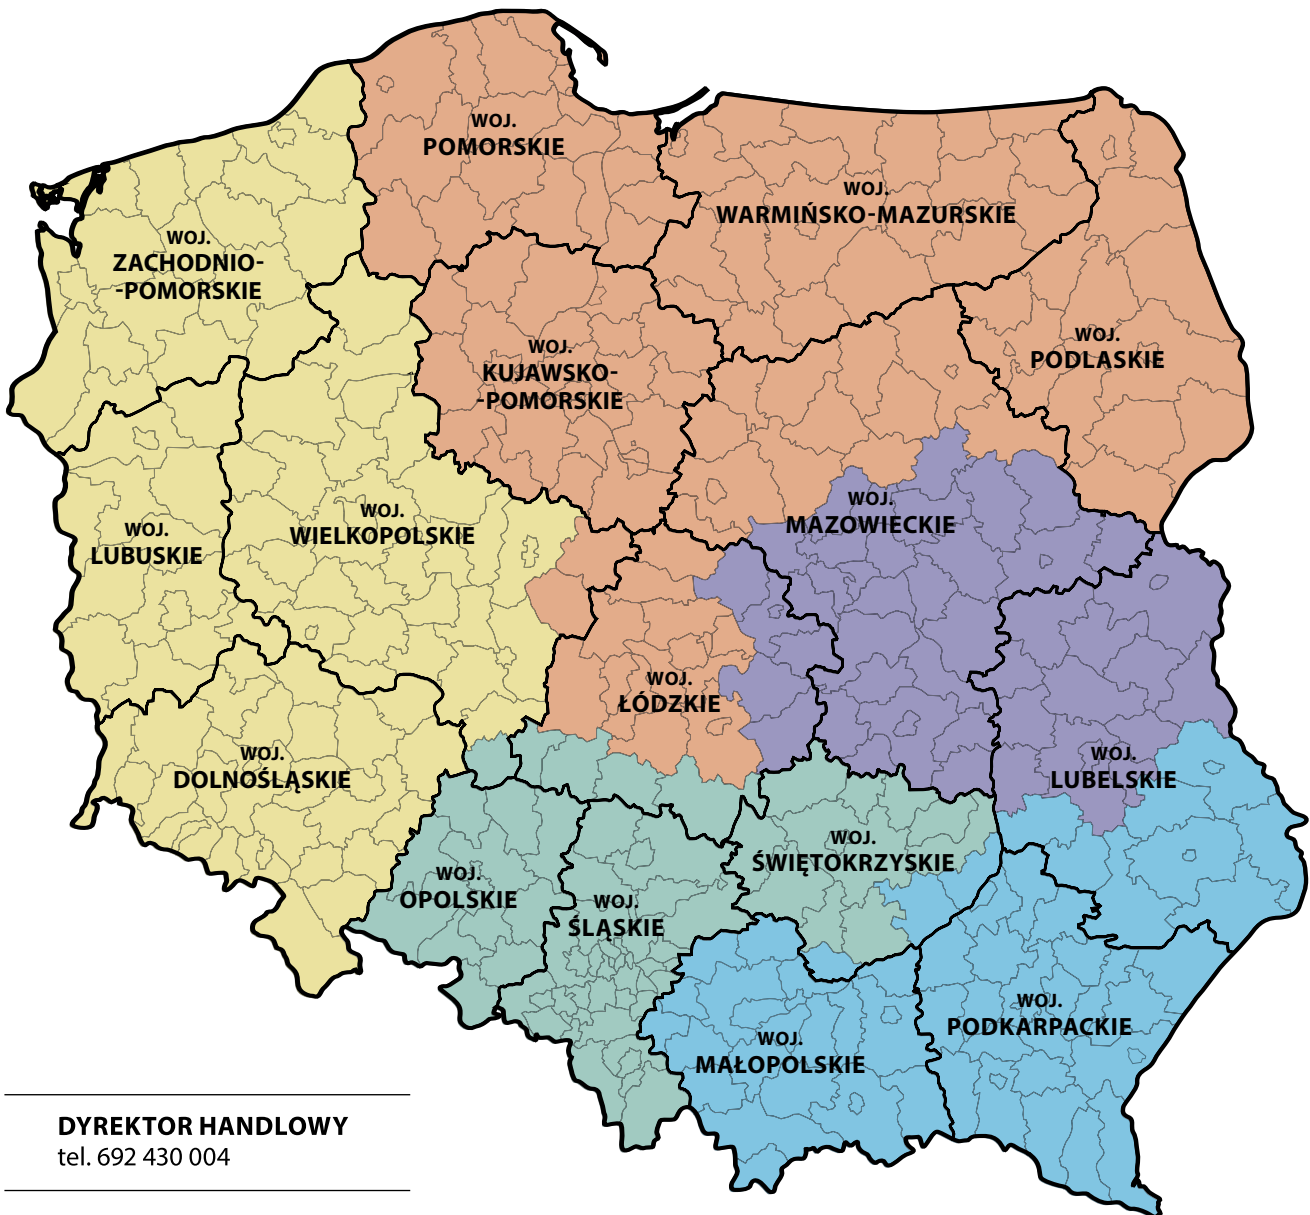 WOJ.
POMORSKIE
WOJ.
WARMIŃSKO-MAZURSKIE
WOJ.
ZACHODNIO-
-POMORSKIE
WOJ.
KUJAWSKO-
-POMORSKIE
WOJ.
PODLASKIE
WOJ.
LUBUSKIE
WOJ.
WIELKOPOLSKIE
WOJ.
MAZOWIECKIE
WOJ.
ŁÓDZKIE
WOJ.
DOLNOŚLĄSKIE
WOJ.
LUBELSKIE
WOJ.
OPOLSKIE
WOJ.
ŚLĄSKIE
WOJ.
ŚWIĘTOKRZYSKIE
WOJ.
MAŁOPOLSKIE
WOJ.
PODKARPACKIE
DYREKTOR HANDLOWY
tel. 692 430 004